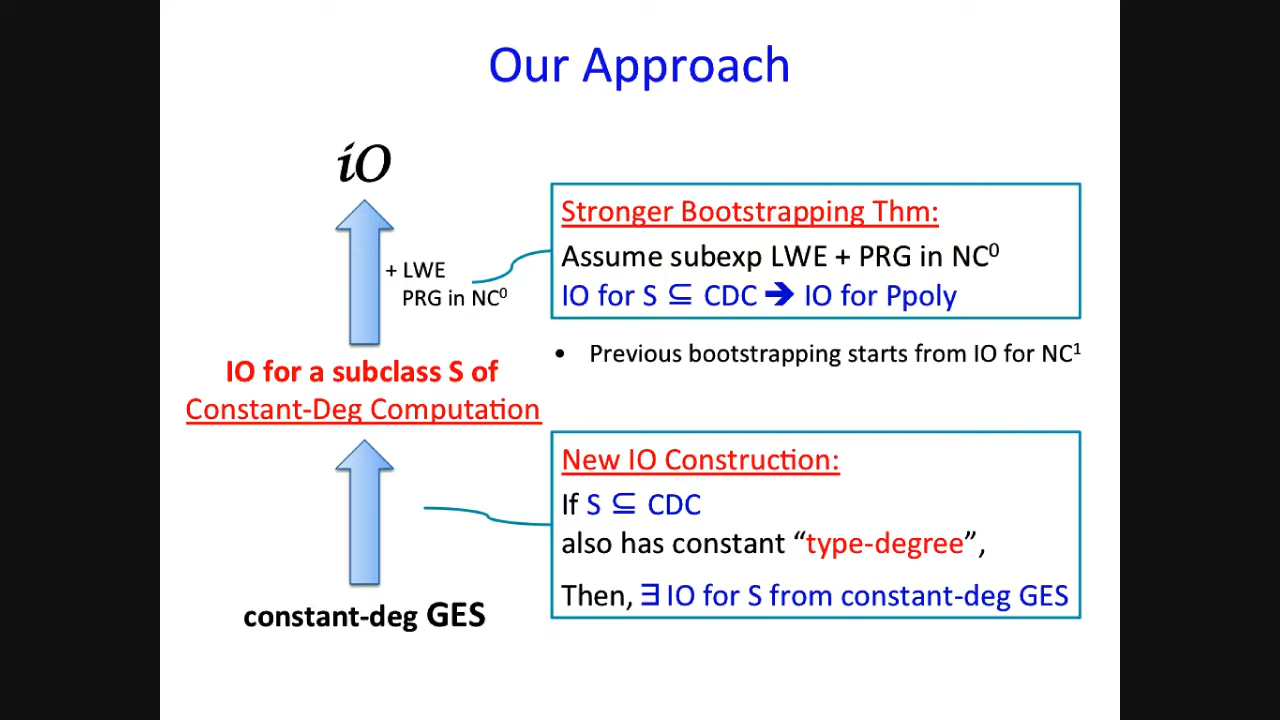 Our Approach
iO
+ LWE
PRG in NC⁰
Stronger Bootstrapping Thm:
Assume subexp LWE + PRG in NC⁰
IO for S ⊆ CDC ➔ IO for Ppoly
• Previous bootstrapping starts from IO for NC¹
IO for a subclass S of
Constant-Deg Computation
New IO Construction:
If S ⊆ CDC
also has constant “type-degree”,
Then, ∃ IO for S from constant-deg GES
constant-deg GES